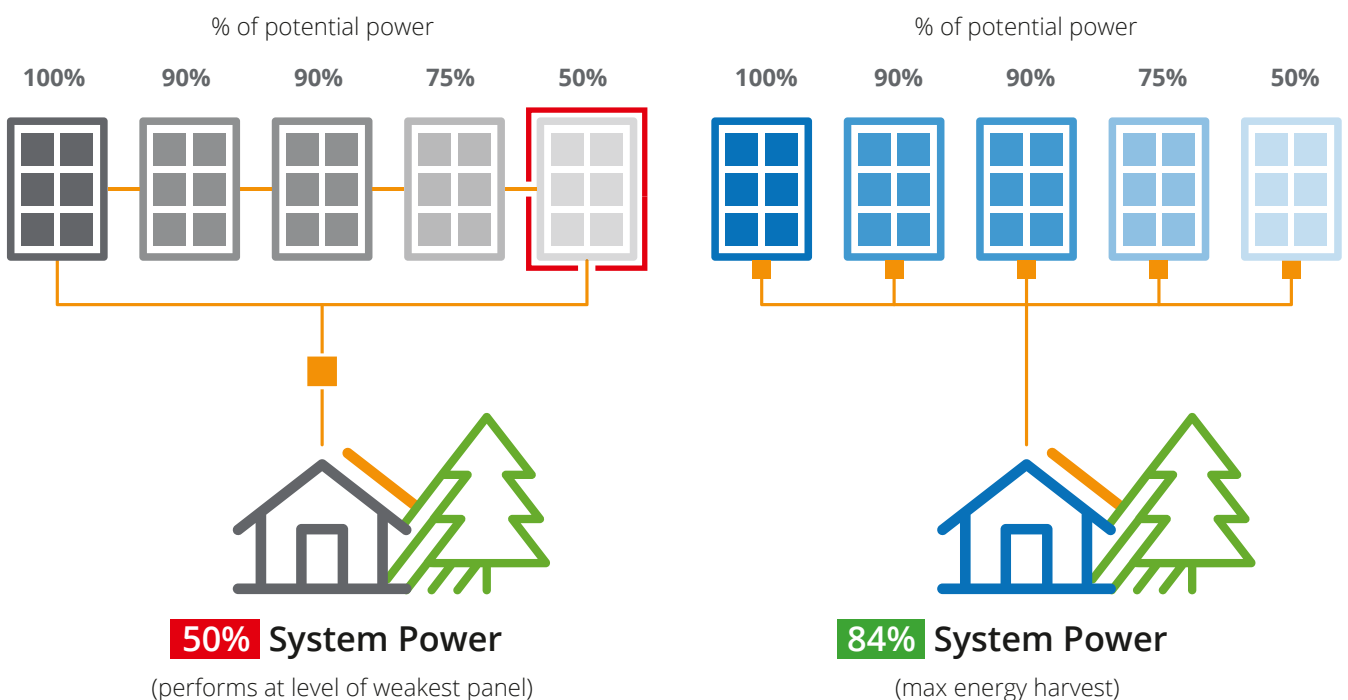 % of potential power
100% 90% 90% 75% 50%
50% System Power
(performs at level of weakest panel)
% of potential power
100% 90% 90% 75% 50%
84% System Power
(max energy harvest)